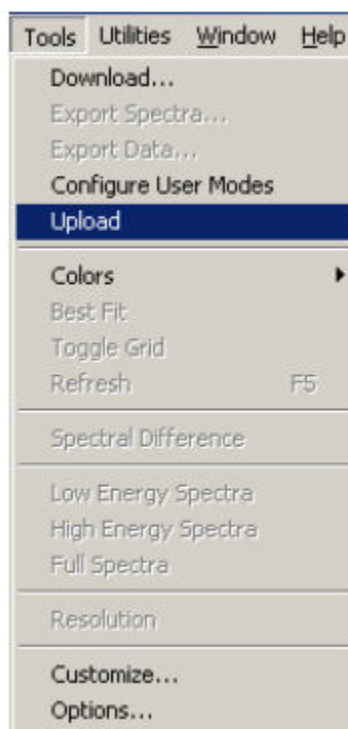 Tools Utilities Window Help
Download...
Export Spectra...
Export Data...
Configure User Modes
Upload
Colors
Best Fit
Toggle Grid
Refresh F5
Spectral Difference
Low Energy Spectra
High Energy Spectra
Full Spectra
Resolution
Customize...
Options...